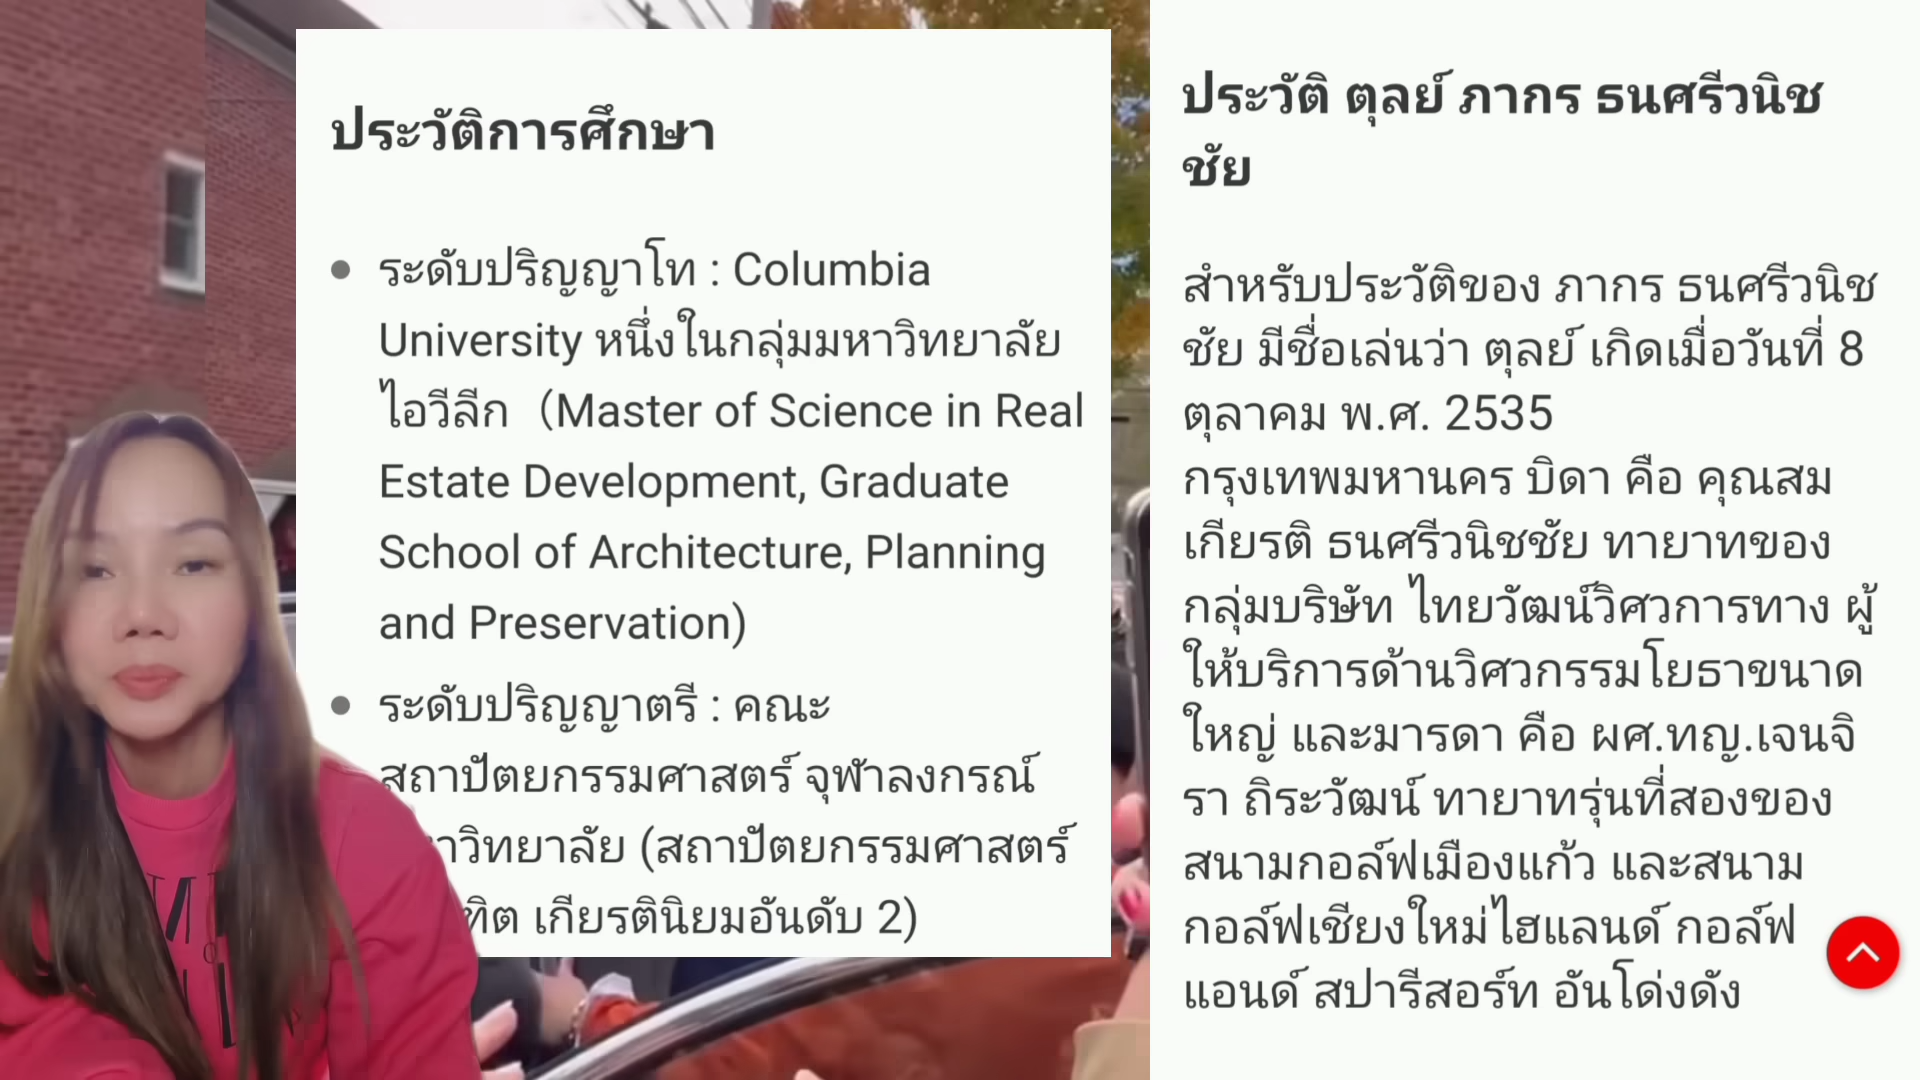 ประวัติการศึกษา
ระดับปริญญาโท : Columbia
University หนึ่งในกลุ่มมหาวิทยาลัย
ไอวีลีก (Master of Science in Real
Estate Development, Graduate
School of Architecture, Planning
and Preservation)
ระดับปริญญาตรี : คณะ
สถาปัตยกรรมศาสตร์ จุฬาลงกรณ์
าวิทยาลัย (สถาปัตยกรรมศาสตร์
ฑิต เกียรตินิยมอันดับ 2)
ประวัติ ตุลย์ ภากร ธนศรีวนิช
ชัย
สำหรับประวัติของ ภากร ธนศรีวนิช
ชัย มีชื่อเล่นว่า ตุลย์ เกิดเมื่อวันที่ 8
ตุลาคม พ.ศ. 2535
กรุงเทพมหานคร บิดา คือ คุณสม
เกียรติ ธนศรีวนิชชัย ทายาทของ
กลุ่มบริษัท ไทยวัฒน์วิศวการทาง ผู้
ให้บริการด้านวิศวกรรมโยธาขนาด
ใหญ่ และมารดา คือ ผศ.ทญ.เจนจิ
รา ถิระวัฒน์ ทายาทรุ่นที่สองของ
สนามกอล์ฟเมืองแก้ว และสนาม
กอล์ฟเชียงใหม่ไฮแลนด์ กอล์ฟ
แอนด์ สปารีสอร์ท อันโด่งดัง